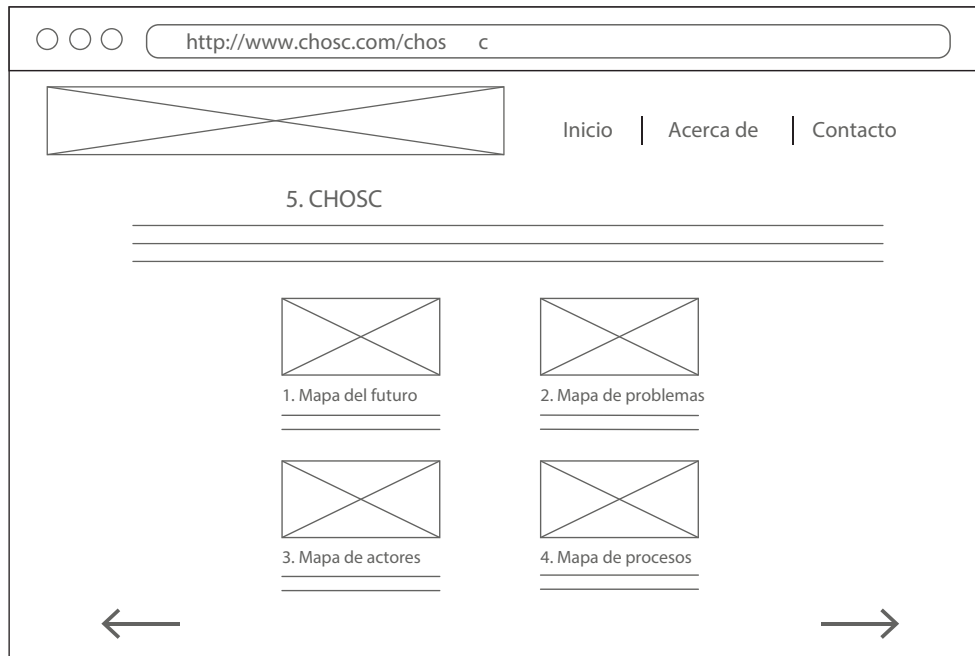 http://www.chosc.com/chos c
Inicio | Acerca de | Contacto
5. CHOSC
1. Mapa del futuro
2. Mapa de problemas
3. Mapa de actores
4. Mapa de procesos